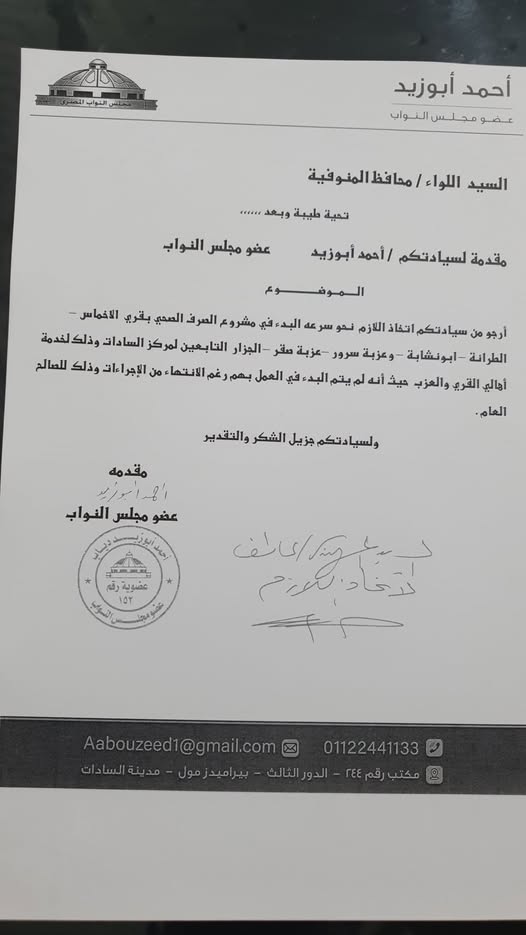 أحمد أبوزيد
عضو مجلس النواب
مجلس النواب المصري
السيد اللواء / محافظ المنوفية
تحية طيبة وبعد ،،،،،،
مقدمة لسيادتكم / أحمد أبوزيد عضو مجلس النواب
الموضوع
أرجو من سيادتكم اتخاذ اللازم نحو سرعه البدء في مشروع الصرف الصحي بقري الاخماس –
الطرانة – ابونشابة – وعزبة سرور – عزبة صقر – الجزار التابعين لمركز السادات وذلك لخدمة
أهالي القري والعزب حيث أنه لم يتم البدء في العمل بهم رغم الانتهاء من الإجراءات وذلك للصالح
العام .
ولسيادتكم جزيل الشكر والتقدير
مقدمه
احمد ابوزيد
عضو مجلس النواب
أحمد أبوزيد دياب
عضوية رقم
١٥٢
عضو مجلس النواب
لاتخاذ اللازم
Aabouzeed1@gmail.com 01122441133
مكتب رقم ٢٤٤ – الدور الثالث – بيراميدز مول – مدينة السادات